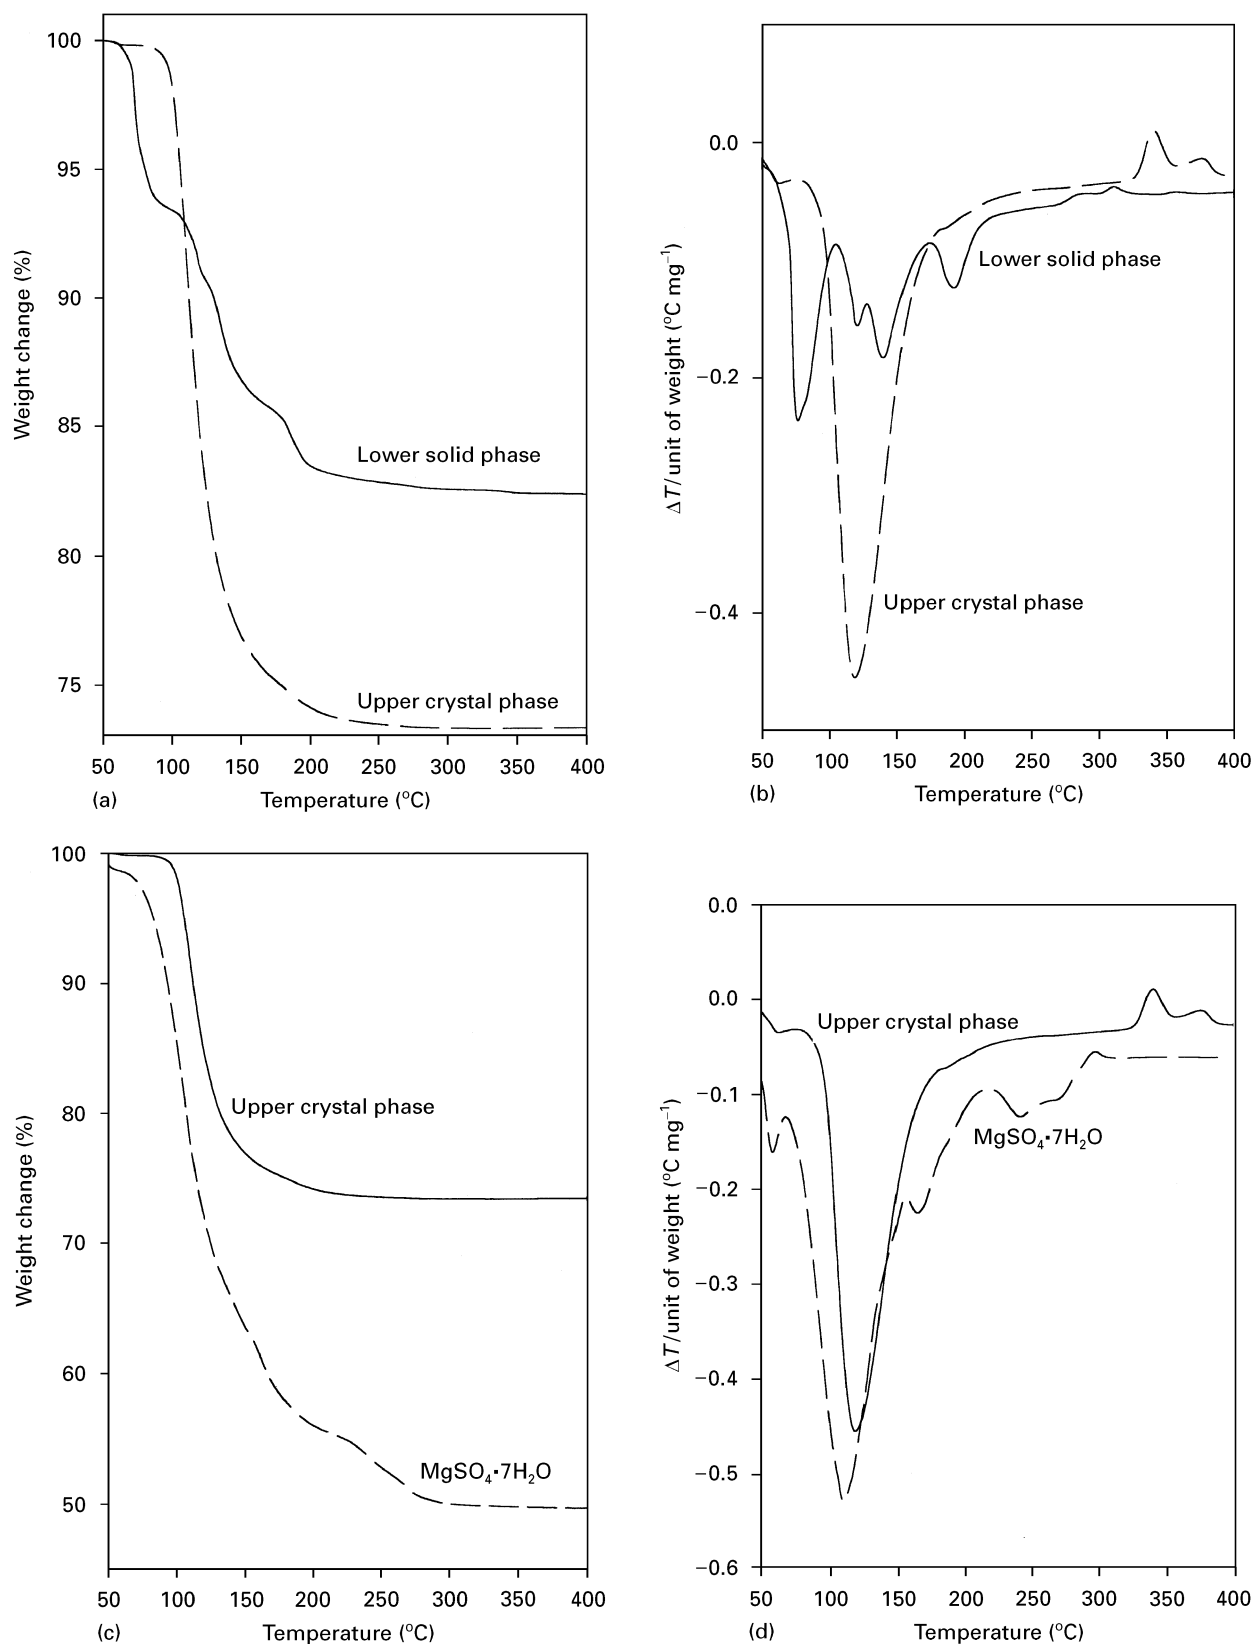 100
95
90
85
80
75
Weight change (%)
Lower solid phase
Upper crystal phase
50 100 150 200 250 300 350 400
(a) Temperature (°C)
0.0
−0.2
−0.4
ΔT/unit of weight (°C mg⁻¹)
Lower solid phase
Upper crystal phase
50 100 150 200 250 300 350 400
(b) Temperature (°C)
100
90
80
70
60
50
Weight change (%)
Upper crystal phase
MgSO₄·7H₂O
50 100 150 200 250 300 350 400
(c) Temperature (°C)
0.0
0.0
−0.1
−0.2
−0.3
−0.4
−0.5
−0.6
ΔT/unit of weight (°C mg⁻¹)
Upper crystal phase
MgSO₄·7H₂O
50 100 150 200 250 300 350 400
(d) Temperature (°C)